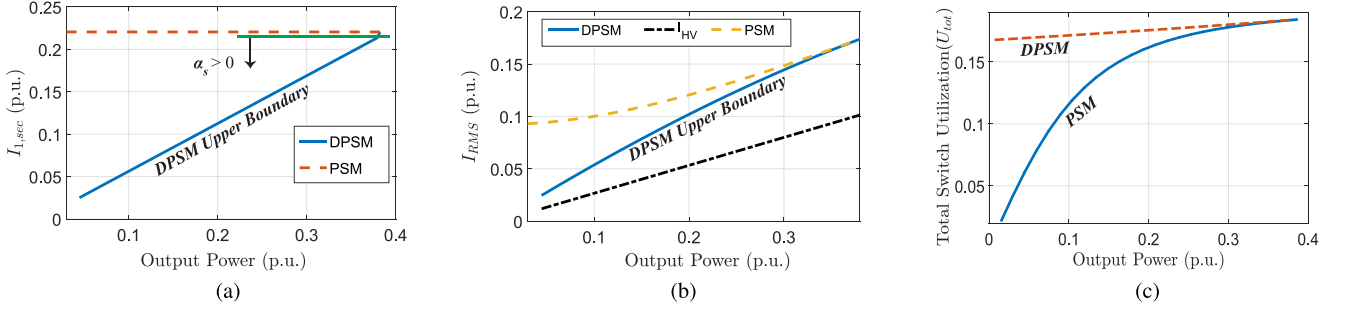 0.25
0.2
0.15
0.1
0.05
0
I1,sec (p.u.)
αs > 0
DPSM Upper Boundary
DPSM
PSM
0.1
0.2
0.3
0.4
Output Power (p.u.)
(a)
0.2
0.15
0.1
0.05
0
IRMS (p.u.)
DPSM
IHV
PSM
DPSM Upper Boundary
0.1
0.2
0.3
Output Power (p.u.)
(b)
0.15
0.1
0.05
Total Switch Utilization(Utot)
DPSM
PSM
0
0.1
0.2
0.3
0.4
Output Power (p.u.)
(c)